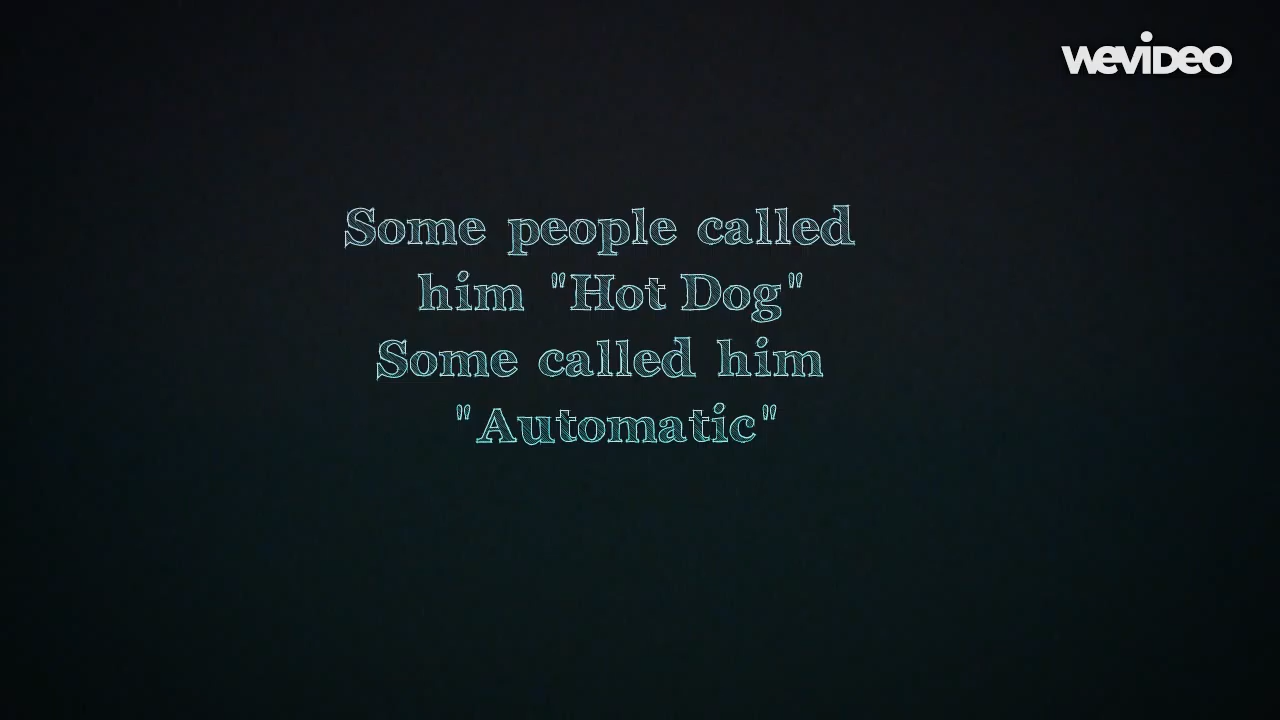 wevideo
Some people called
him "Hot Dog"
Some called him
"Automatic"